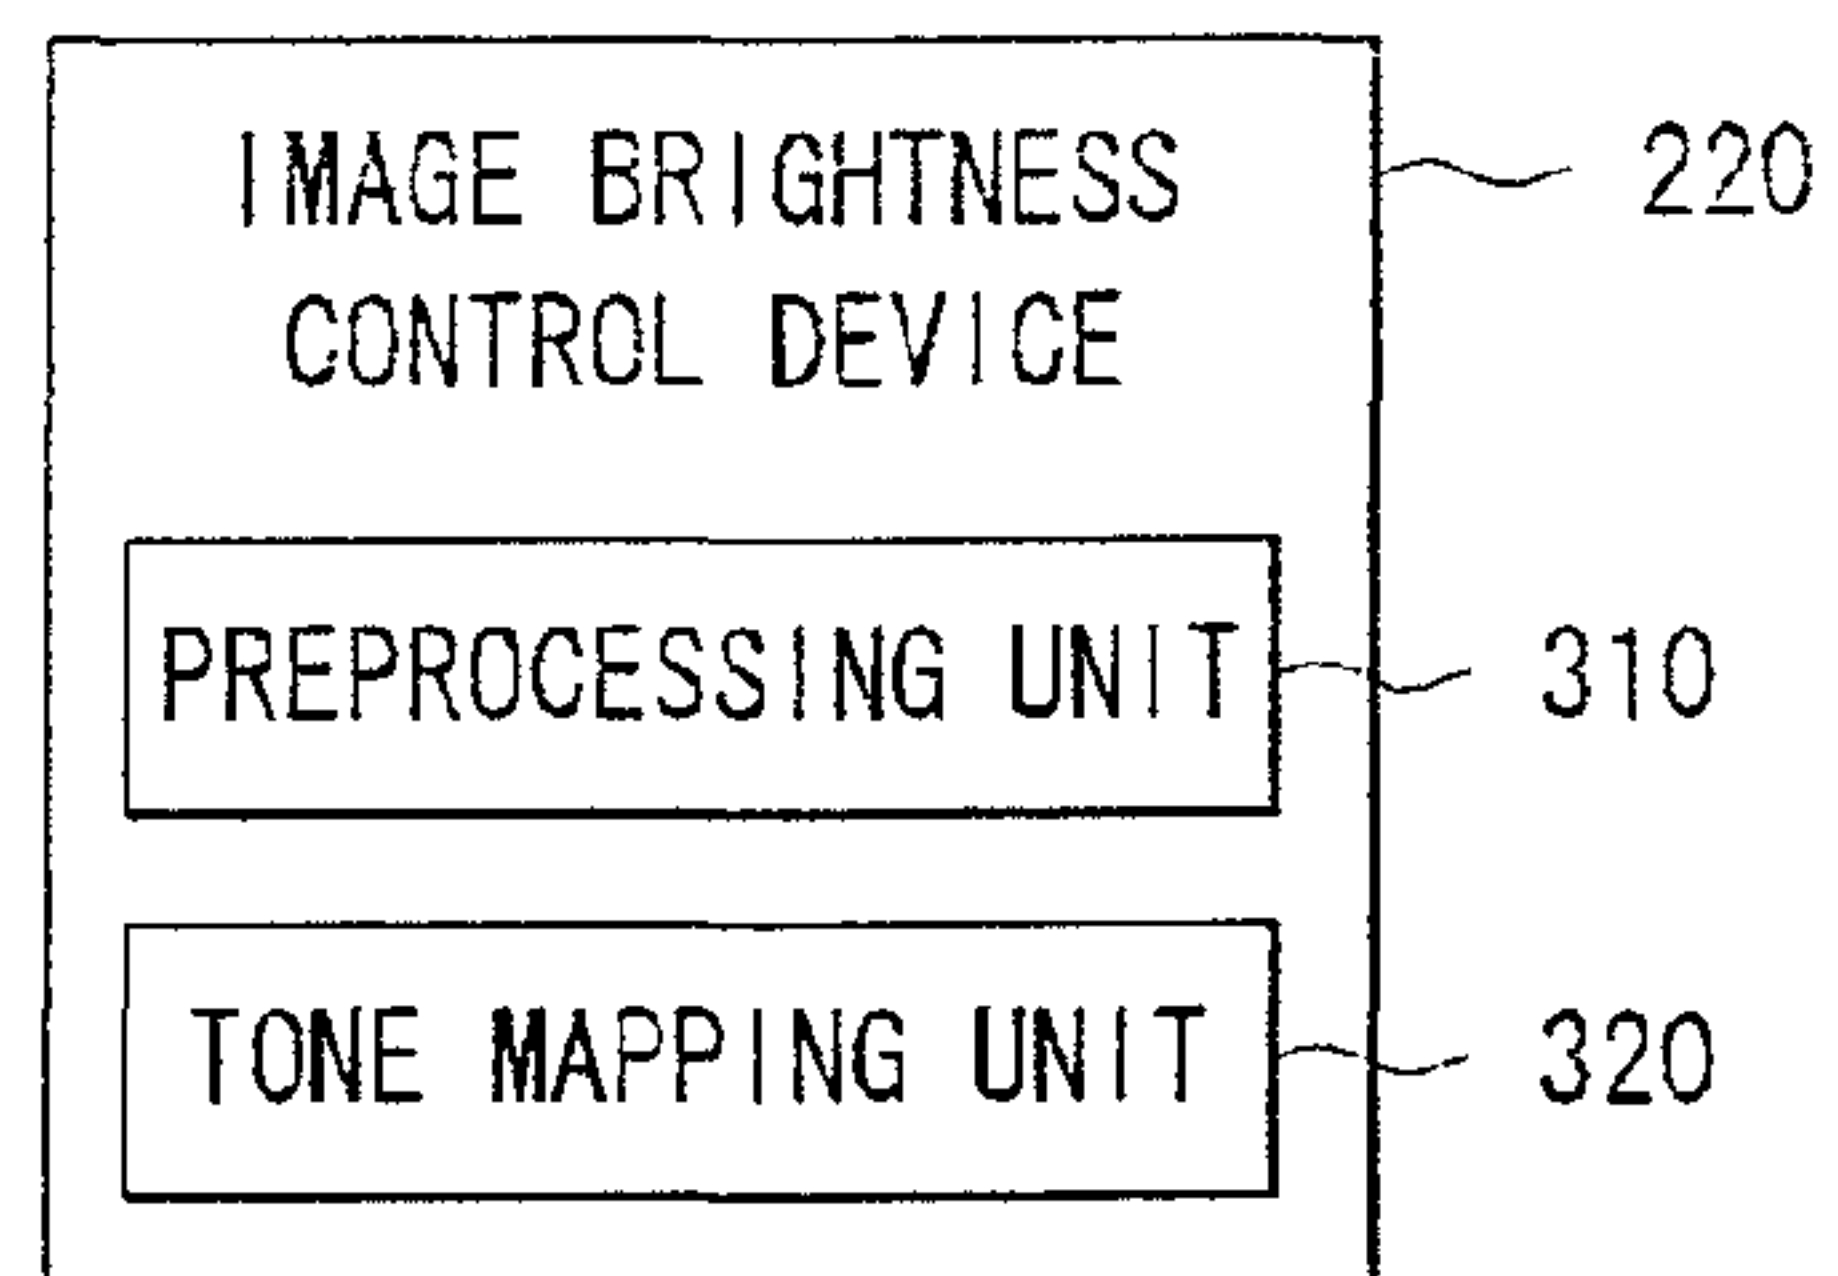 IMAGE BRIGHTNESS 220
CONTROL DEVICE
PREPROCESSING UNIT 310
TONE MAPPING UNIT 320